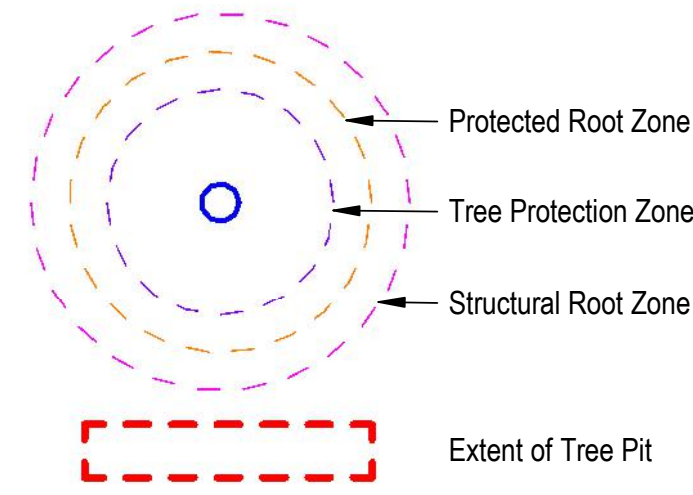 Protected Root Zone
Tree Protection Zone
Structural Root Zone
Extent of Tree Pit